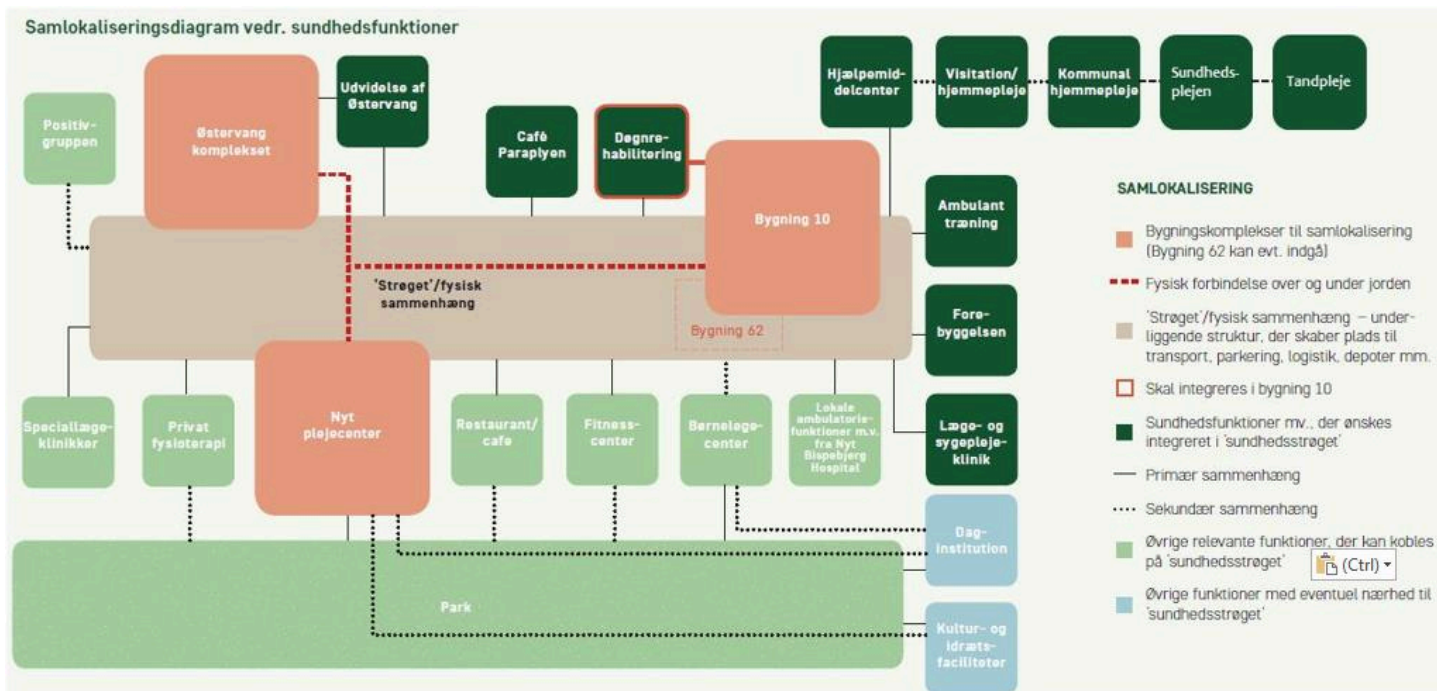 Samlokaliseringsdiagram vedr. sundhedsfunktioner
Positiv-
gruppen
Østervang
komplekset
Udvidelse af
Østervang
Café
Paraplyen
Døgnre-
habilitering
Bygning 10
Hjælpemid-
delcenter
Visitation/
hjemmepleje
Kommunal
hjemmepleje
Sundheds-
plejen
Tandpleje
Ambulant
træning
Fore-
byggelsen
Læge- og
sygepleje-
klinik
'Strøget'/fysisk
sammenhæng
Bygning 62
Speciallæge-
klinikker
Privat
fysioterapi
Nyt
plejecenter
Restaurant/
cafe
Fitness-
center
Børnelege-
center
Lokale
ambulatorie-
funktioner m.v.
fra Nyt
Bispebjerg
Hospital
Dag-
institution
Park
Kultur- og
idræts-
faciliteter
SAMLOKALISERING
Bygningskomplekser til samlokalisering
(Bygning 62 kan evt. indgå)
Fysisk forbindelse over og under jorden
'Strøget'/fysisk sammenhæng – under-
liggende struktur, der skaber plads til
transport, parkering, logistik, depoter mm.
Skal integreres i bygning 10
Sundhedsfunktioner mv., der ønskes
integreret i 'sundhedsstrøget'
Primær sammenhæng
Sekundær sammenhæng
Øvrige relevante funktioner, der kan kobles
på 'sundhedsstrøget'
(Ctrl)
Øvrige funktioner med eventuel nærhed til
'sundhedsstrøget'